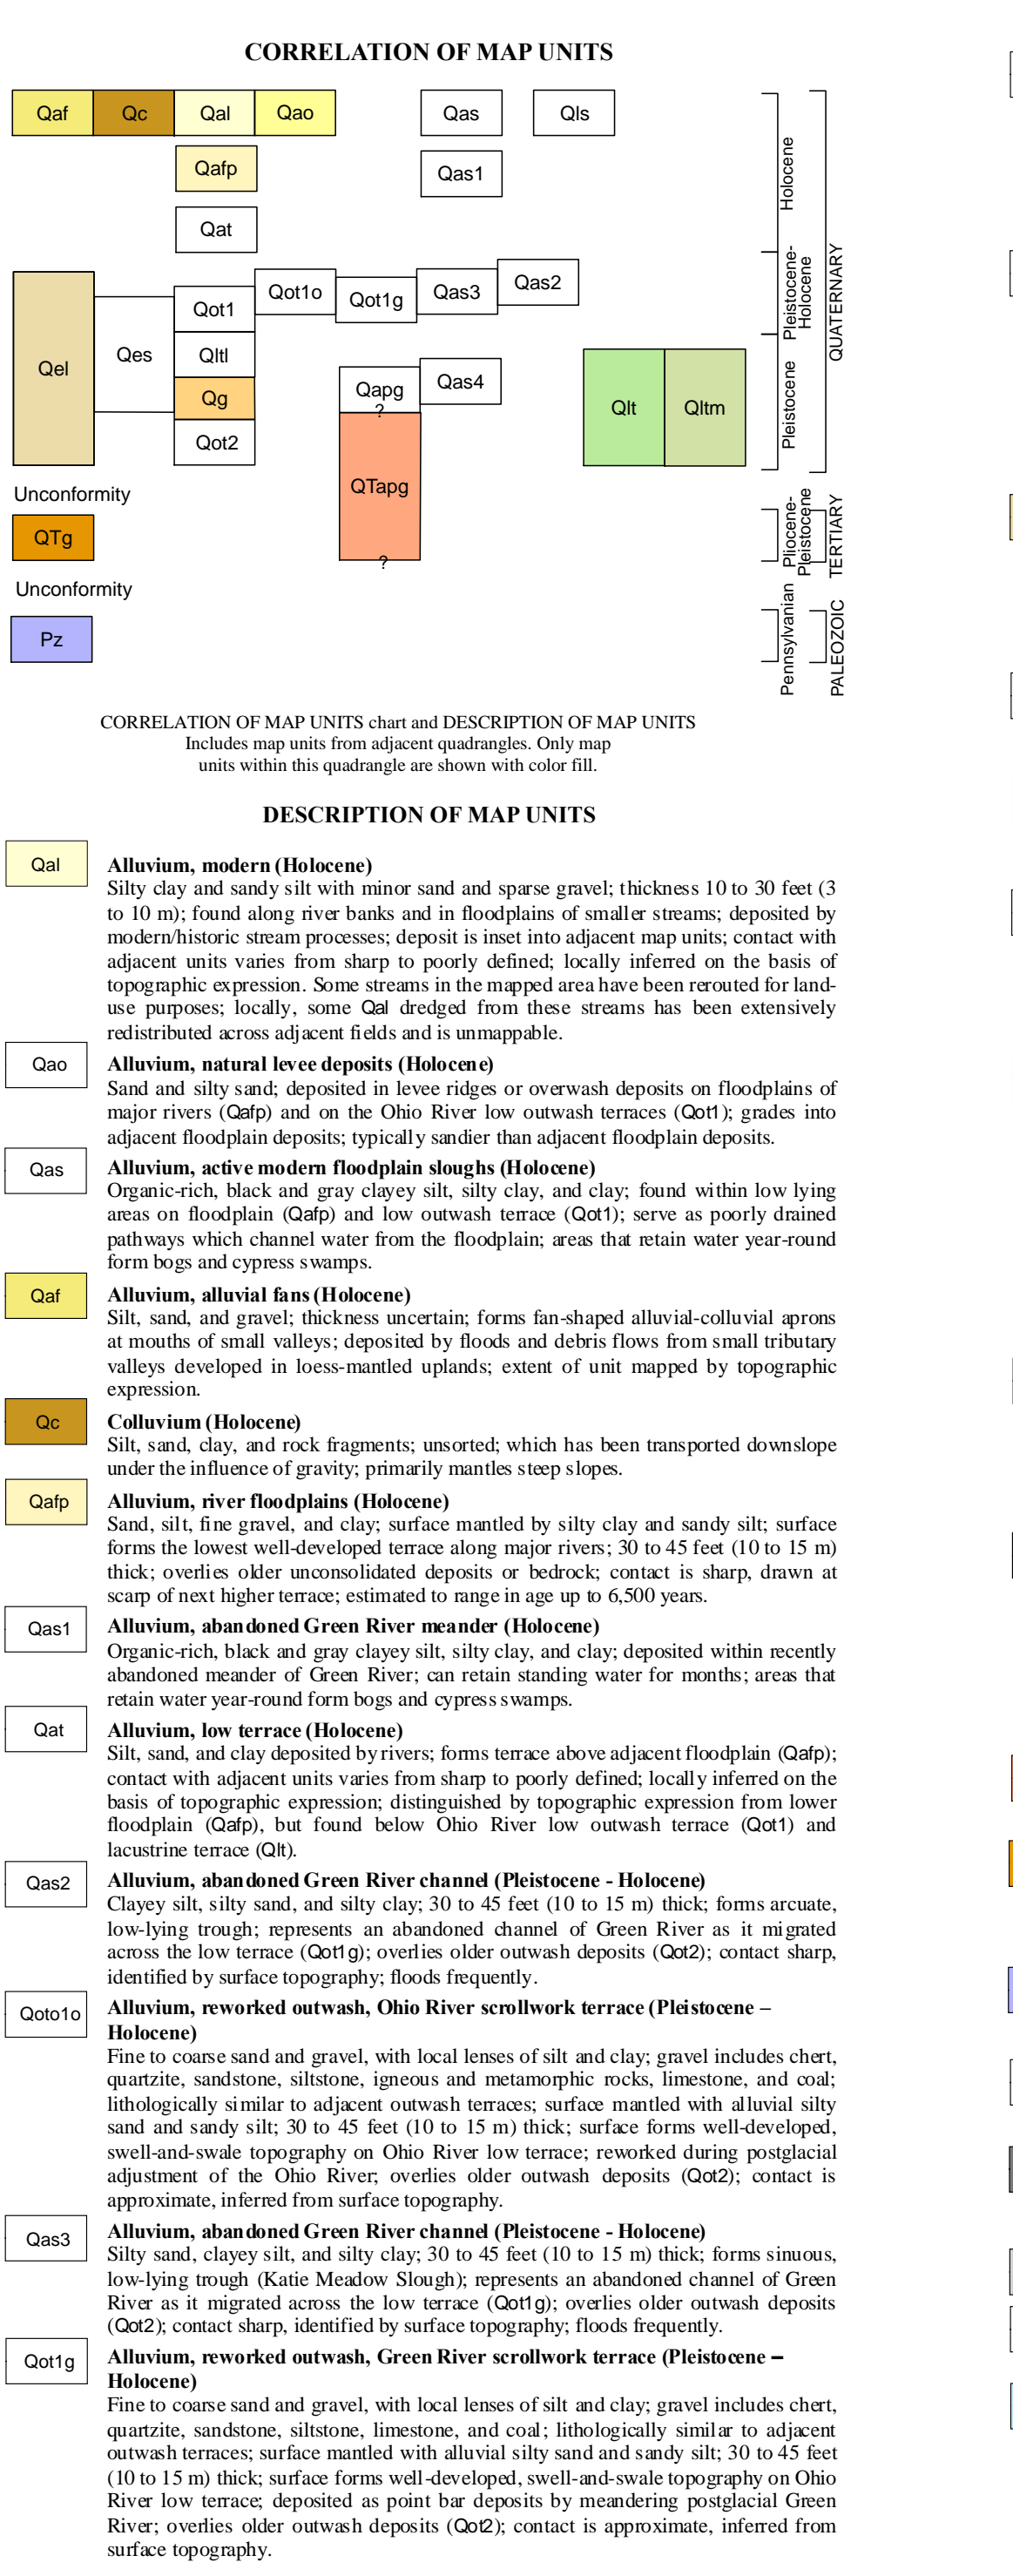 CORRELATION OF MAP UNITS
Qaf Qc Qal Qao Qas Qls
Qafp Qas1
Qat
Qot1o Qot1g Qas3 Qas2
Qot1
Qel Qes Qltl
Qapg Qas4
?
Qg Qlt Qltm
Qot2
QTapg
?
Unconformity
QTg
Unconformity
Pz
Holocene
Pleistocene-
Holocene
Pleistocene
QUATERNARY
Pliocene-
Pleistocene
TERTIARY
Pennsylvanian
PALEOZOIC
CORRELATION OF MAP UNITS chart and DESCRIPTION OF MAP UNITS
Includes map units from adjacent quadrangles. Only map
units within this quadrangle are shown with color fill.
DESCRIPTION OF MAP UNITS
Qal
Alluvium, modern (Holocene)
Silty clay and sandy silt with minor sand and sparse gravel; thickness 10 to 30 feet (3
to 10 m); found along river banks and in floodplains of smaller streams; deposited by
modern/historic stream processes; deposit is inset into adjacent map units; contact with
adjacent units varies from sharp to poorly defined; locally inferred on the basis of
topographic expression. Some streams in the mapped area have been rerouted for land-
use purposes; locally, some Qal dredged from these streams has been extensively
redistributed across adjacent fields and is unmappable.
Qao
Alluvium, natural levee deposits (Holocene)
Sand and silty sand; deposited in levee ridges or overwash deposits on floodplains of
major rivers (Qafp) and on the Ohio River low outwash terraces (Qot1); grades into
adjacent floodplain deposits; typically sandier than adjacent floodplain deposits.
Qas
Alluvium, active modern floodplain sloughs (Holocene)
Organic-rich, black and gray clayey silt, silty clay, and clay; found within low lying
areas on floodplain (Qafp) and low outwash terrace (Qot1); serve as poorly drained
pathways which channel water from the floodplain; areas that retain water year-round
form bogs and cypress swamps.
Qaf
Alluvium, alluvial fans (Holocene)
Silt, sand, and gravel; thickness uncertain; forms fan-shaped alluvial-colluvial aprons
at mouths of small valleys; deposited by floods and debris flows from small tributary
valleys developed in loess-mantled uplands; extent of unit mapped by topographic
expression.
Qc
Colluvium (Holocene)
Silt, sand, clay, and rock fragments; unsorted; which has been transported downslope
under the influence of gravity; primarily mantles steep slopes.
Qafp
Alluvium, river floodplains (Holocene)
Sand, silt, fine gravel, and clay; surface mantled by silty clay and sandy silt; surface
forms the lowest well-developed terrace along major rivers; 30 to 45 feet (10 to 15 m)
thick; overlies older unconsolidated deposits or bedrock; contact is sharp, drawn at
scarp of next higher terrace; estimated to range in age up to 6,500 years.
Qas1
Alluvium, abandoned Green River meander (Holocene)
Organic-rich, black and gray clayey silt, silty clay, and clay; deposited within recently
abandoned meander of Green River; can retain standing water for months; areas that
retain water year-round form bogs and cypress swamps.
Qat
Alluvium, low terrace (Holocene)
Silt, sand, and clay deposited by rivers; forms terrace above adjacent floodplain (Qafp);
contact with adjacent units varies from sharp to poorly defined; locally inferred on the
basis of topographic expression; distinguished by topographic expression from lower
floodplain (Qafp), but found below Ohio River low outwash terrace (Qot1) and
lacustrine terrace (Qlt).
Qas2
Alluvium, abandoned Green River channel (Pleistocene - Holocene)
Clayey silt, silty sand, and silty clay; 30 to 45 feet (10 to 15 m) thick; forms arcuate,
low-lying trough; represents an abandoned channel of Green River as it migrated
across the low terrace (Qot1g); overlies older outwash deposits (Qot2); contact sharp,
identified by surface topography; floods frequently.
Qoto1o
Alluvium, reworked outwash, Ohio River scrollwork terrace (Pleistocene –
Holocene)
Fine to coarse sand and gravel, with local lenses of silt and clay; gravel includes chert,
quartzite, sandstone, siltstone, igneous and metamorphic rocks, limestone, and coal;
lithologically similar to adjacent outwash terraces; surface mantled with alluvial silty
sand and sandy silt; 30 to 45 feet (10 to 15 m) thick; surface forms well-developed,
swell-and-swale topography on Ohio River low terrace; reworked during postglacial
adjustment of the Ohio River; overlies older outwash deposits (Qot2); contact is
approximate, inferred from surface topography.
Qas3
Alluvium, abandoned Green River channel (Pleistocene - Holocene)
Silty sand, clayey silt, and silty clay; 30 to 45 feet (10 to 15 m) thick; forms sinuous,
low-lying trough (Katie Meadow Slough); represents an abandoned channel of Green
River as it migrated across the low terrace (Qot1g); overlies older outwash deposits
(Qot2); contact sharp, identified by surface topography; floods frequently.
Qot1g
Alluvium, reworked outwash, Green River scrollwork terrace (Pleistocene –
Holocene)
Fine to coarse sand and gravel, with local lenses of silt and clay; gravel includes chert,
quartzite, sandstone, siltstone, limestone, and coal; lithologically similar to adjacent
outwash terraces; surface mantled with alluvial silty sand and sandy silt; 30 to 45 feet
(10 to 15 m) thick; surface forms well-developed, swell-and-swale topography on Ohio
River low terrace; deposited as point bar deposits by meandering postglacial Green
River; overlies older outwash deposits (Qot2); contact is approximate, inferred from
surface topography.